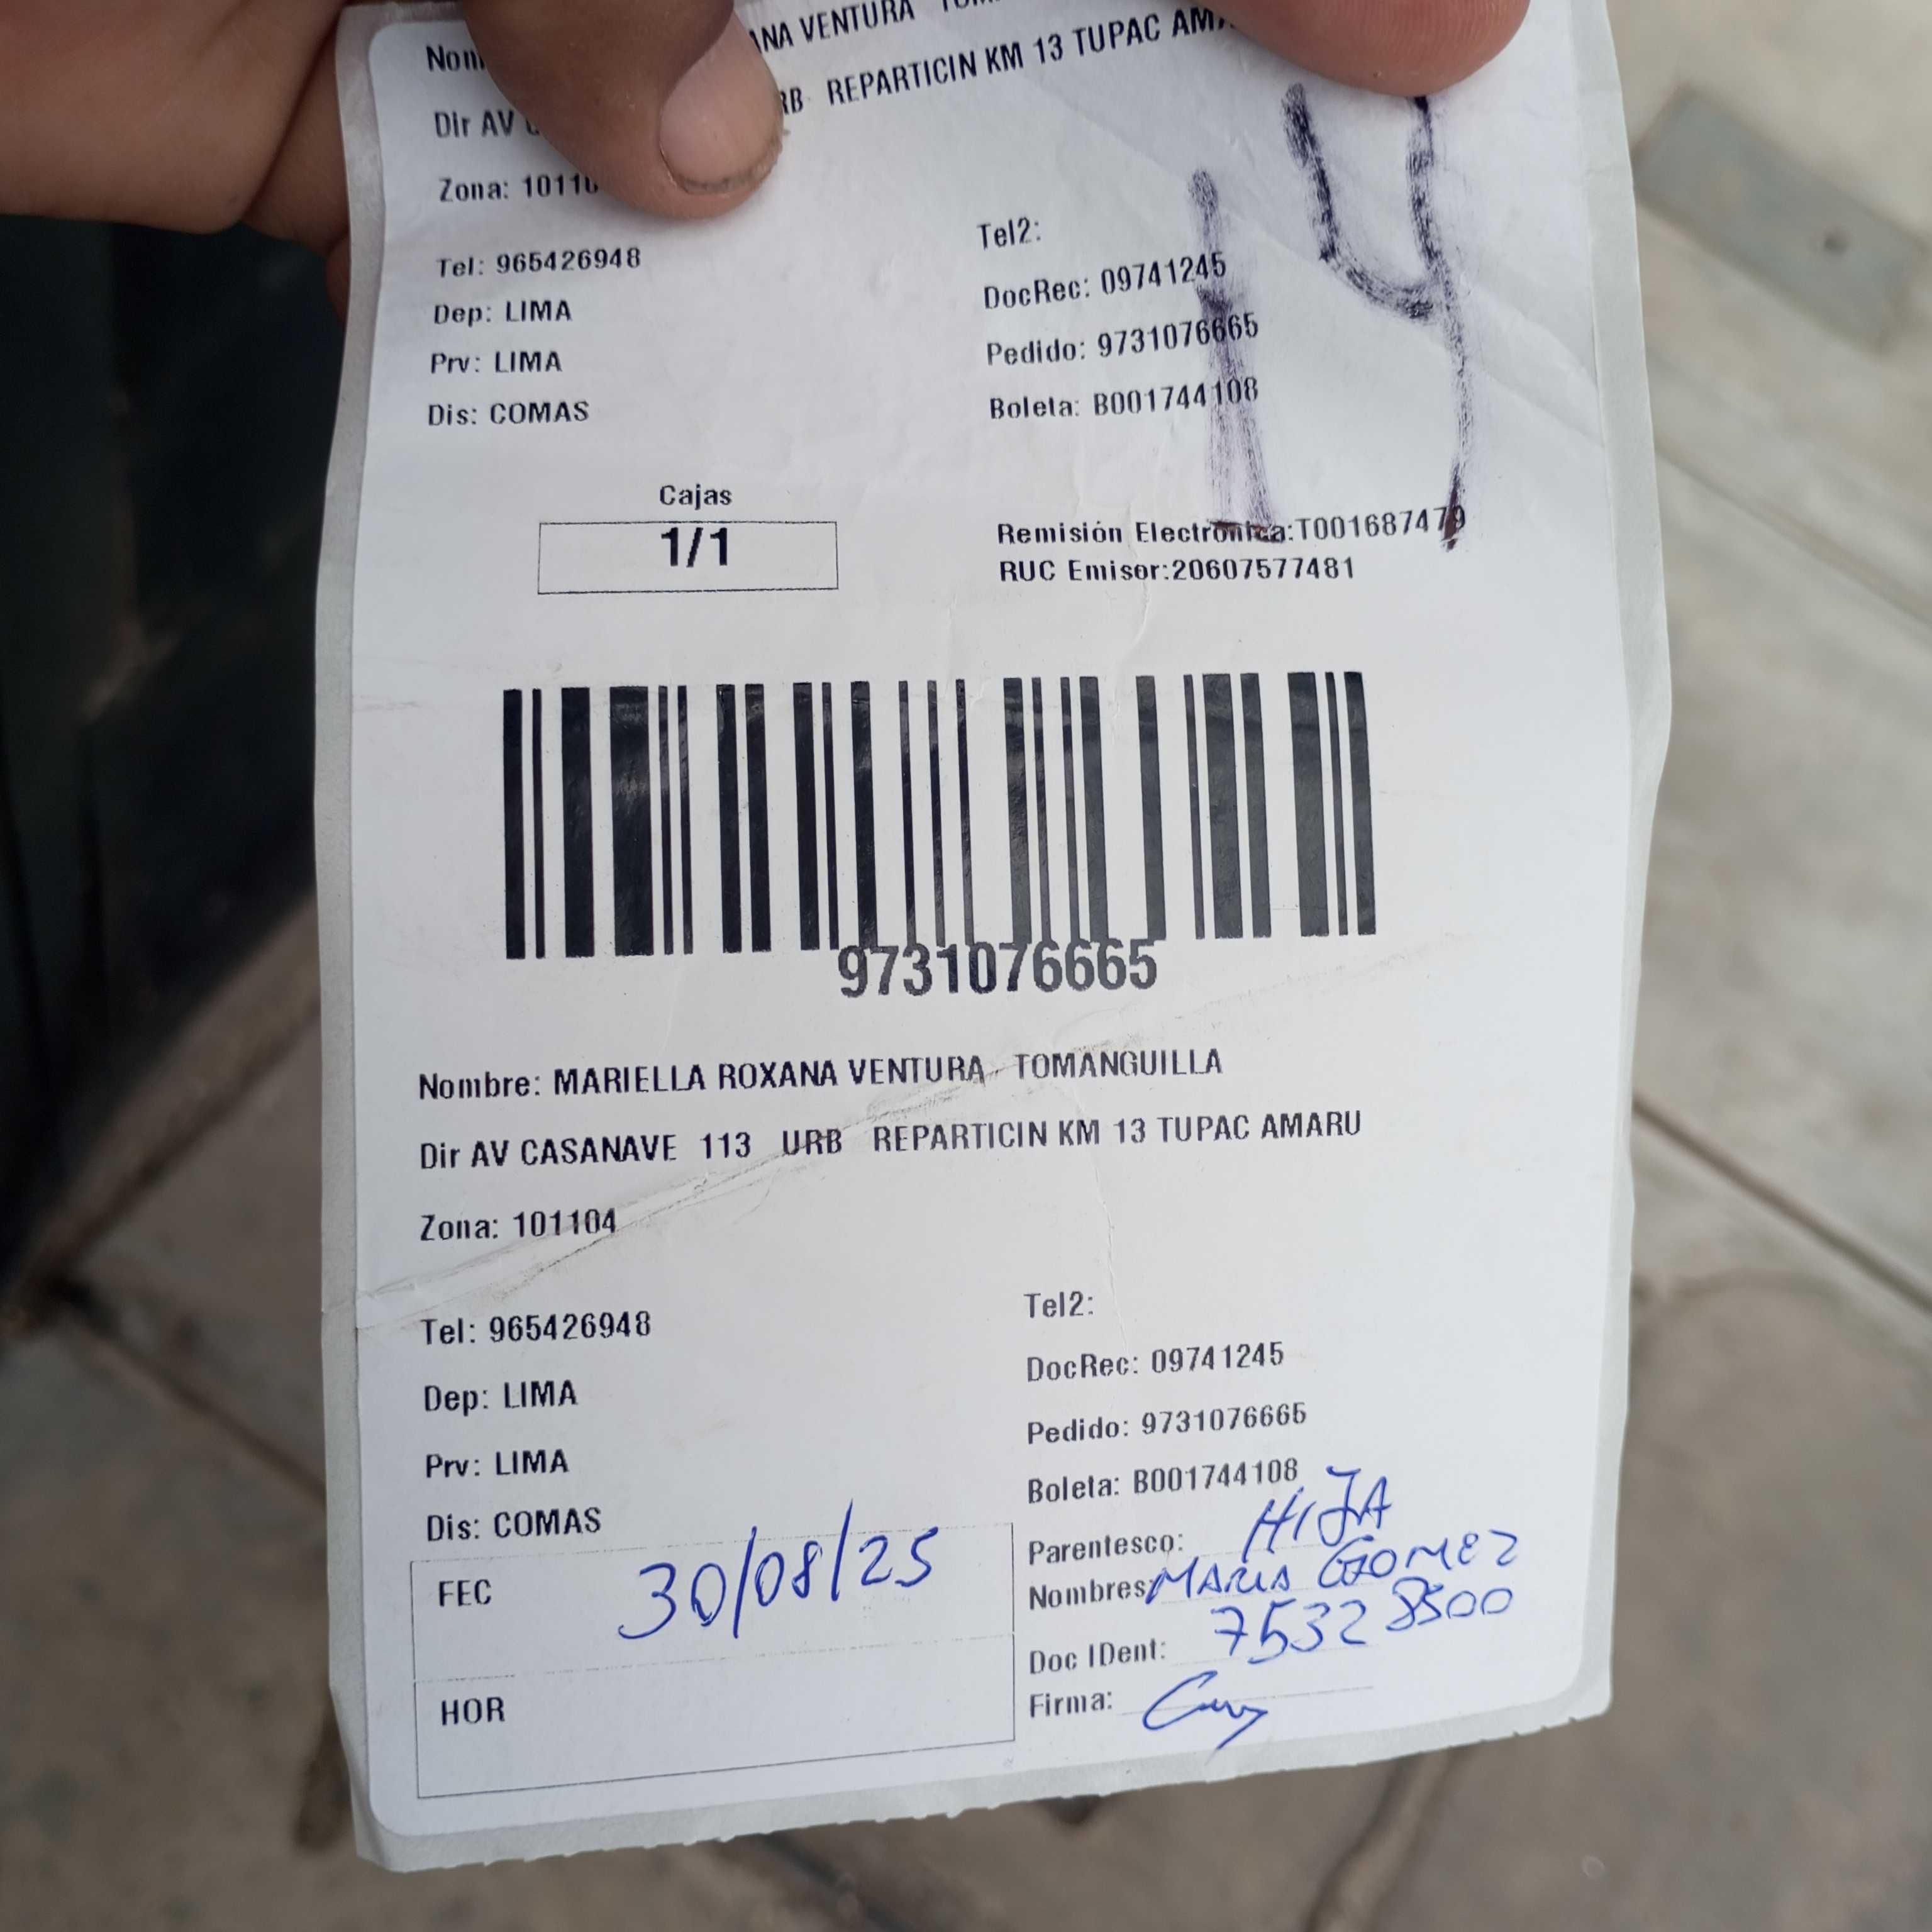 ANA VENTURA
Dir AV RB REPARTICIN KM 13 TUPAC
Zona:
14
Tel: 965426948
Tel2:
Dep: LIMA
DocRec: 09741245
Prv: LIMA
Pedido: 9731076665
Dis: COMAS
Boleta: B001744108
Cajas
1/1
Remisión Electrónica:T001687479
RUC Emisor:20607577481
9731076665
Nombre: MARIELLA ROXANA VENTURA TOMANGUILLA
Dir AV CASANAVE 113 URB REPARTICIN KM 13 TUPAC AMARU
Zona: 101104
Tel: 965426948
Tel2:
Dep: LIMA
DocRec: 09741245
Prv: LIMA
Pedido: 9731076665
Dis: COMAS
Boleta: B001744108
FEC 30/08/25
HOR
Parentesco: HIJA
Nombres: MARIA GOMEZ
Doc IDent: 75328500
Firma: